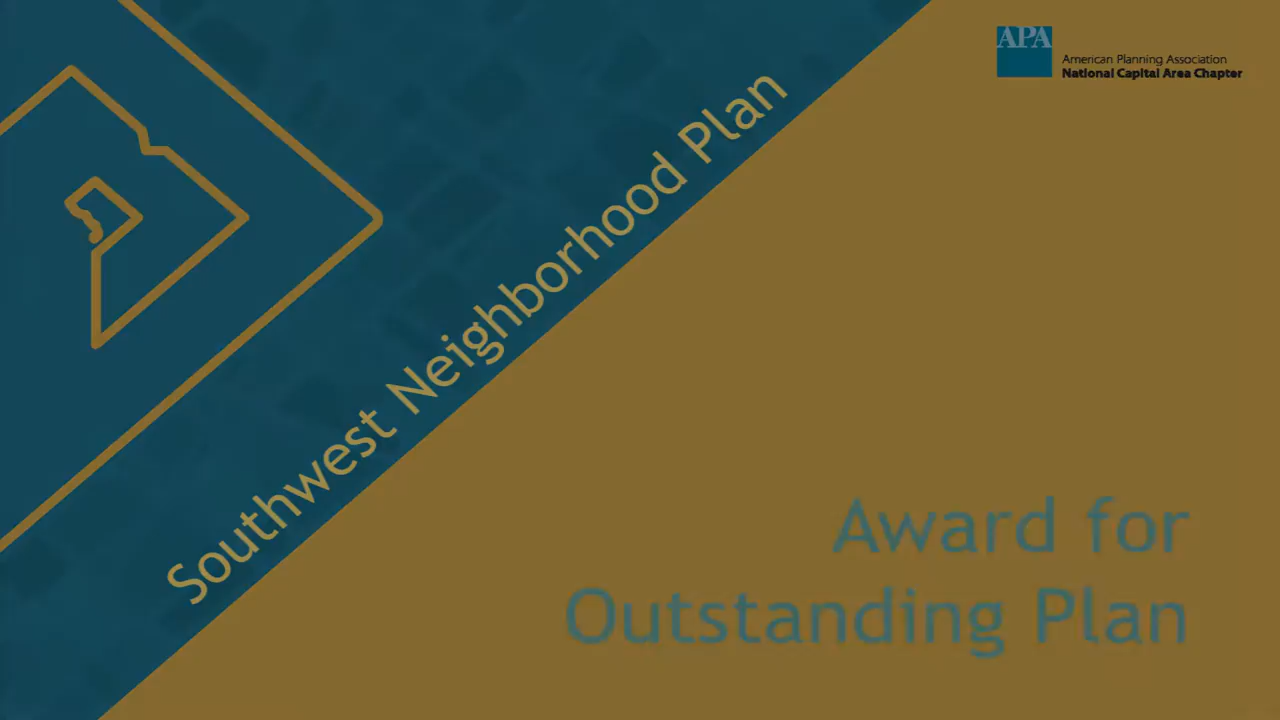 APA
American Planning Association
National Capital Area Chapter
Southwest Neighborhood Plan
Award for
Outstanding Plan